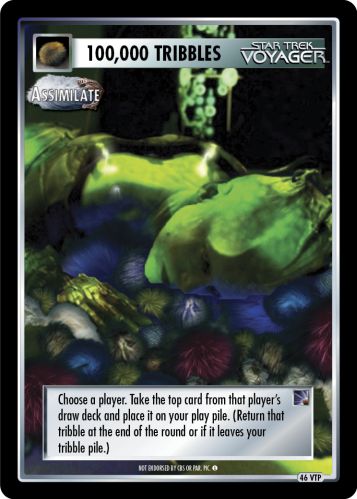 100,000 TRIBBLES
STAR TREK
VOYAGER
ASSIMILATE
Choose a player. Take the top card from that player's
draw deck and place it on your play pile. (Return that
tribble at the end of the round or if it leaves your
tribble pile.)
NOT ENDORSED BY CBS OR PAR. PIC.
46 VTP